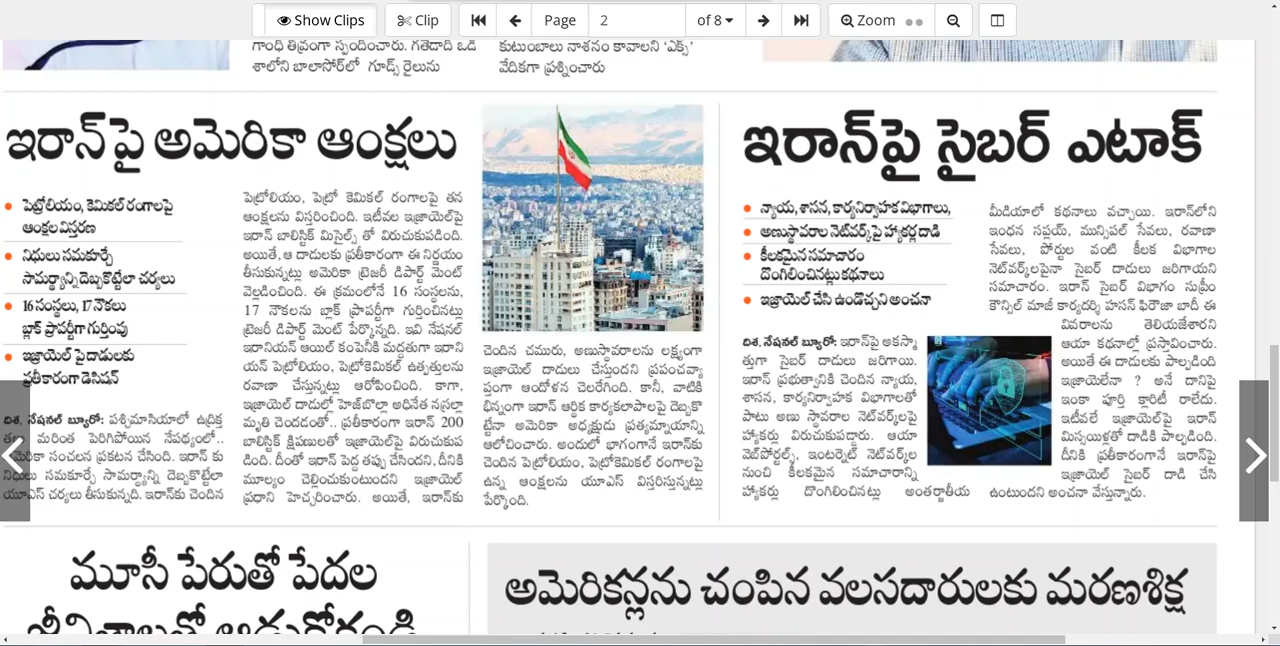 Show Clips
Clip
Page
2
of 8
Zoom
గాంధీ తీవ్రంగా స్పందించారు. గతేడాది ఒడి
శాలోని బాలాసోర్‌లో గూడ్స్ రైలును
కుటుంబాలు నాశనం కావాలని ‘ఎక్స్’
వేదికగా ప్రశ్నించారు
ఇరాన్‌పై అమెరికా ఆంక్షలు
పెట్రోలియం, కెమికల్ రంగాలపై
ఆంక్షల విస్తరణ
నిధులు సమకూర్చే
సామర్థ్యాన్ని దెబ్బకొట్టేలా చర్యలు
16 సంస్థలు, 17 నౌకలు
బ్లాక్ ప్రాపర్టీగా గుర్తింపు
ఇజ్రాయెల్ పై దాడులకు
ప్రతీకారంగా డెసిషన్
దిశ, నేషనల్ బ్యూరో: పశ్చిమాసియాలో ఉద్రిక్త
మరింత పెరిగిపోయిన నేపథ్యంలో..
అమెరికా సంచలన ప్రకటన చేసింది. ఇరాన్ కు
నిధులు సమకూర్చే సామర్థ్యాన్ని దెబ్బకొట్టేలా
యూఎస్ చర్యలు తీసుకున్నది. ఇరాన్‌కు చెందిన
పెట్రోలియం, పెట్రో కెమికల్ రంగాలపై తన
ఆంక్షలను విస్తరించింది. ఇటీవల ఇజ్రాయెల్‌పై
ఇరాన్ బాలిస్టిక్ మిసైల్స్ తో విరుచుకుపడింది.
అయితే, ఆ దాడులకు ప్రతీకారంగా ఈ నిర్ణయం
తీసుకున్నట్లు అమెరికా ట్రెజరీ డిపార్ట్ మెంట్
వెల్లడించింది. ఈ క్రమంలోనే 16 సంస్థలను,
17 నౌకలను బ్లాక్ ప్రాపర్టీగా గుర్తించినట్లు
ట్రెజరీ డిపార్ట్ మెంట్ పేర్కొన్నది. ఇవి నేషనల్
ఇరానియన్ ఆయిల్ కంపెనీకి మద్దతుగా ఇరాని
యన్ పెట్రోలియం, పెట్రోకెమికల్ ఉత్పత్తులను
రవాణా చేస్తున్నట్లు ఆరోపించింది. కాగా,
ఇజ్రాయెల్ దాడులో హెజ్‌బొల్లా అధినేత నస్రల్లా
మృతి చెందడంతో.. ప్రతీకారంగా ఇరాన్ 200
బాలిస్టిక్ క్షిపణులతో ఇజ్రాయెల్‌పై విరుచుకుప
డింది. దీంతో ఇరాన్ పెద్ద తప్పు చేసిందని, దీనికి
మూల్యం చెల్లించుకుంటుందని ఇజ్రాయెల్
ప్రధాని హెచ్చరించారు. అయితే, ఇరాన్‌కు
చెందిన చమురు, అణుస్థావరాలను లక్ష్యంగా
ఇజ్రాయెల్ దాడులు చేస్తుందని ప్రపంచవ్యా
ప్తంగా ఆందోళన చెలరేగింది. కానీ, వాటికి
భిన్నంగా ఇరాన్ ఆర్థిక కార్యకలాపాలపై దెబ్బకొ
ట్టేనా అమెరికా అధ్యక్షుడు ప్రత్యమ్నాయాన్ని
ఆలోచించారు. అందులో భాగంగానే ఇరాన్‌కు
చెందిన పెట్రోలియం, పెట్రోకెమికల్ రంగాలపై
ఉన్న ఆంక్షలను యూఎస్ విస్తరిస్తున్నట్లు
పేర్కొంది.
ఇరాన్‌పై సైబర్ ఎటాక్
న్యాయ, శాసన, కార్యనిర్వాహక విభాగాలు,
అణుస్థావరాల నెట్‌వర్క్‌పై హ్యాకర్ల దాడి
కీలకమైన సమాచారం
దొంగిలించినట్లు కథనాలు
ఇజ్రాయెల్ చేసి ఉండొచ్చని అంచనా
దిశ, నేషనల్ బ్యూరో: ఇరాన్‌పై అకస్మా
త్తుగా సైబర్ దాడులు జరిగాయి.
ఇరాన్ ప్రభుత్వానికి చెందిన న్యాయ,
శాసన, కార్యనిర్వాహక విభాగాలతో
పాటు అణు స్థావరాల నెట్‌వర్క్‌లపై
హ్యాకర్లు విరుచుకుపడ్డారు. ఆయా
వెబ్‌పోర్టల్స్, ఇంటర్నెట్ నెట్‌వర్క్‌ల
నుంచి కీలకమైన సమాచారాన్ని
హ్యాకర్లు దొంగిలించినట్లు అంతర్జాతీయ
మీడియాలో కథనాలు వచ్చాయి. ఇరాన్‌లోని
ఇంధన సప్లయ్, మున్సిపల్ సేవలు, రవాణా
సేవలు, పోర్టుల వంటి కీలక విభాగాల
నెట్‌వర్క్‌లపైనా సైబర్ దాడులు జరిగాయని
సమాచారం. ఇరాన్ సైబర్ విభాగం సుప్రీం
కౌన్సిల్ మాజీ కార్యదర్శి హసన్ ఫిరౌజా బాదీ ఈ
వివరాలను తెలియజేశారని
ఆయా కథనాల్లో ప్రస్తావించారు.
అయితే ఈ దాడులకు పాల్పడింది
ఇజ్రాయెలేనా ? అనే దానిపై
ఇంకా పూర్తి క్లారిటీ రాలేదు.
ఇటీవలే ఇజ్రాయెల్‌పై ఇరాన్
మిస్సయిళ్లతో దాడికి పాల్పడింది.
దీనికి ప్రతీకారంగానే ఇరాన్‌పై
ఇజ్రాయెల్ సైబర్ దాడి చేసి
ఉంటుందని అంచనా వేస్తున్నారు.
మూసీ పేరుతో పేదల
జీవితాలతో ఆడుకోకండి
అమెరికన్లను చంపిన వలసదారులకు మరణశిక్ష